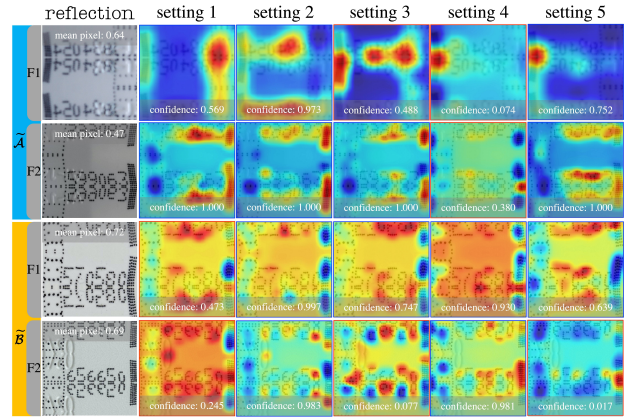 reflection setting 1 setting 2 setting 3 setting 4 setting 5
Ã F1 mean pixel: 0.64 confidence: 0.569 confidence: 0.973 confidence: 0.488 confidence: 0.074 confidence: 0.752
F2 mean pixel: 0.47 confidence: 1.000 confidence: 1.000 confidence: 1.000 confidence: 0.380 confidence: 1.000
B̃ F1 mean pixel: 0.72 confidence: 0.473 confidence: 0.997 confidence: 0.747 confidence: 0.930 confidence: 0.639
F2 mean pixel: 0.69 confidence: 0.245 confidence: 0.983 confidence: 0.077 confidence: 0.981 confidence: 0.017